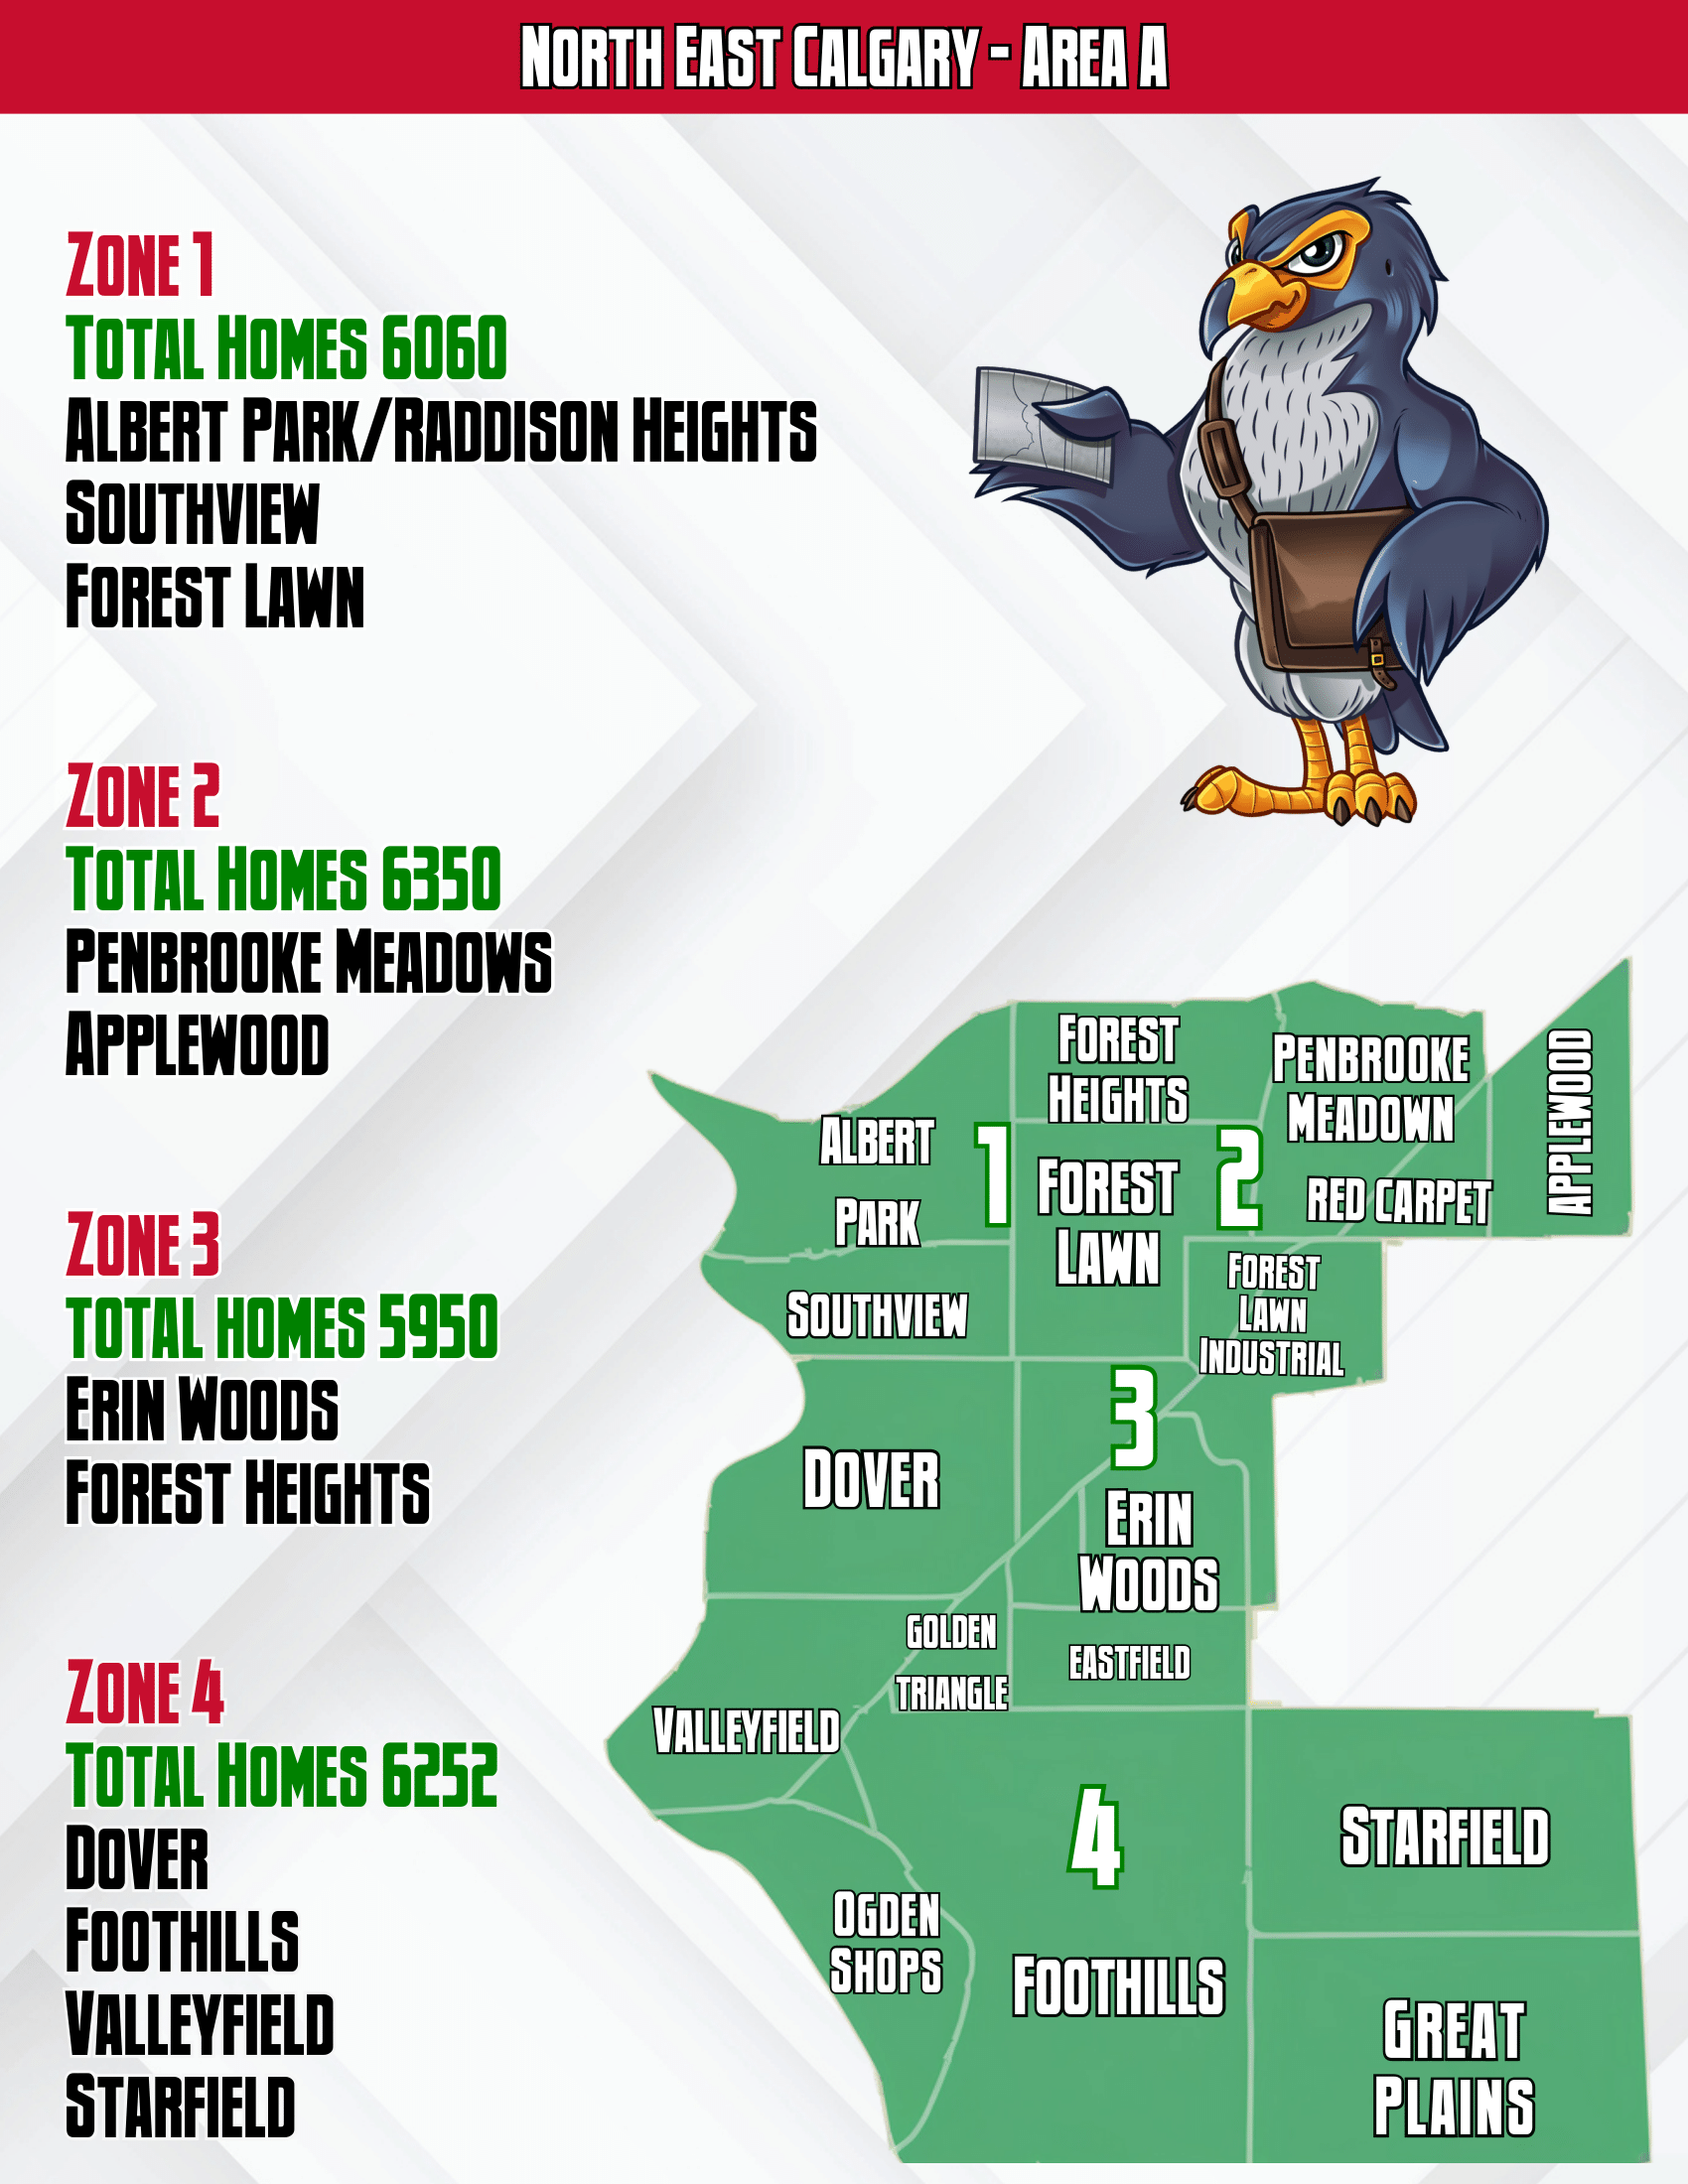 North East Calgary - Area A
Zone 1
Total Homes 6060
Albert Park/Raddison Heights
Southview
Forest Lawn
Zone 2
Total Homes 6350
Penbrooke Meadows
Applewood
Zone 3
total homes 5950
Erin Woods
Forest Heights
Zone 4
Total Homes 6252
Dover
Foothills
Valleyfield
Starfield
Forest
Heights
Penbrooke
Meadown
Applewood
Albert
Park
1
Forest
Lawn
2
red carpet
Southview
Forest
Lawn
Industrial
3
Dover
Erin
Woods
golden
triangle
eastfield
Valleyfield
4
Starfield
Ogden
Shops
Foothills
Great
Plains